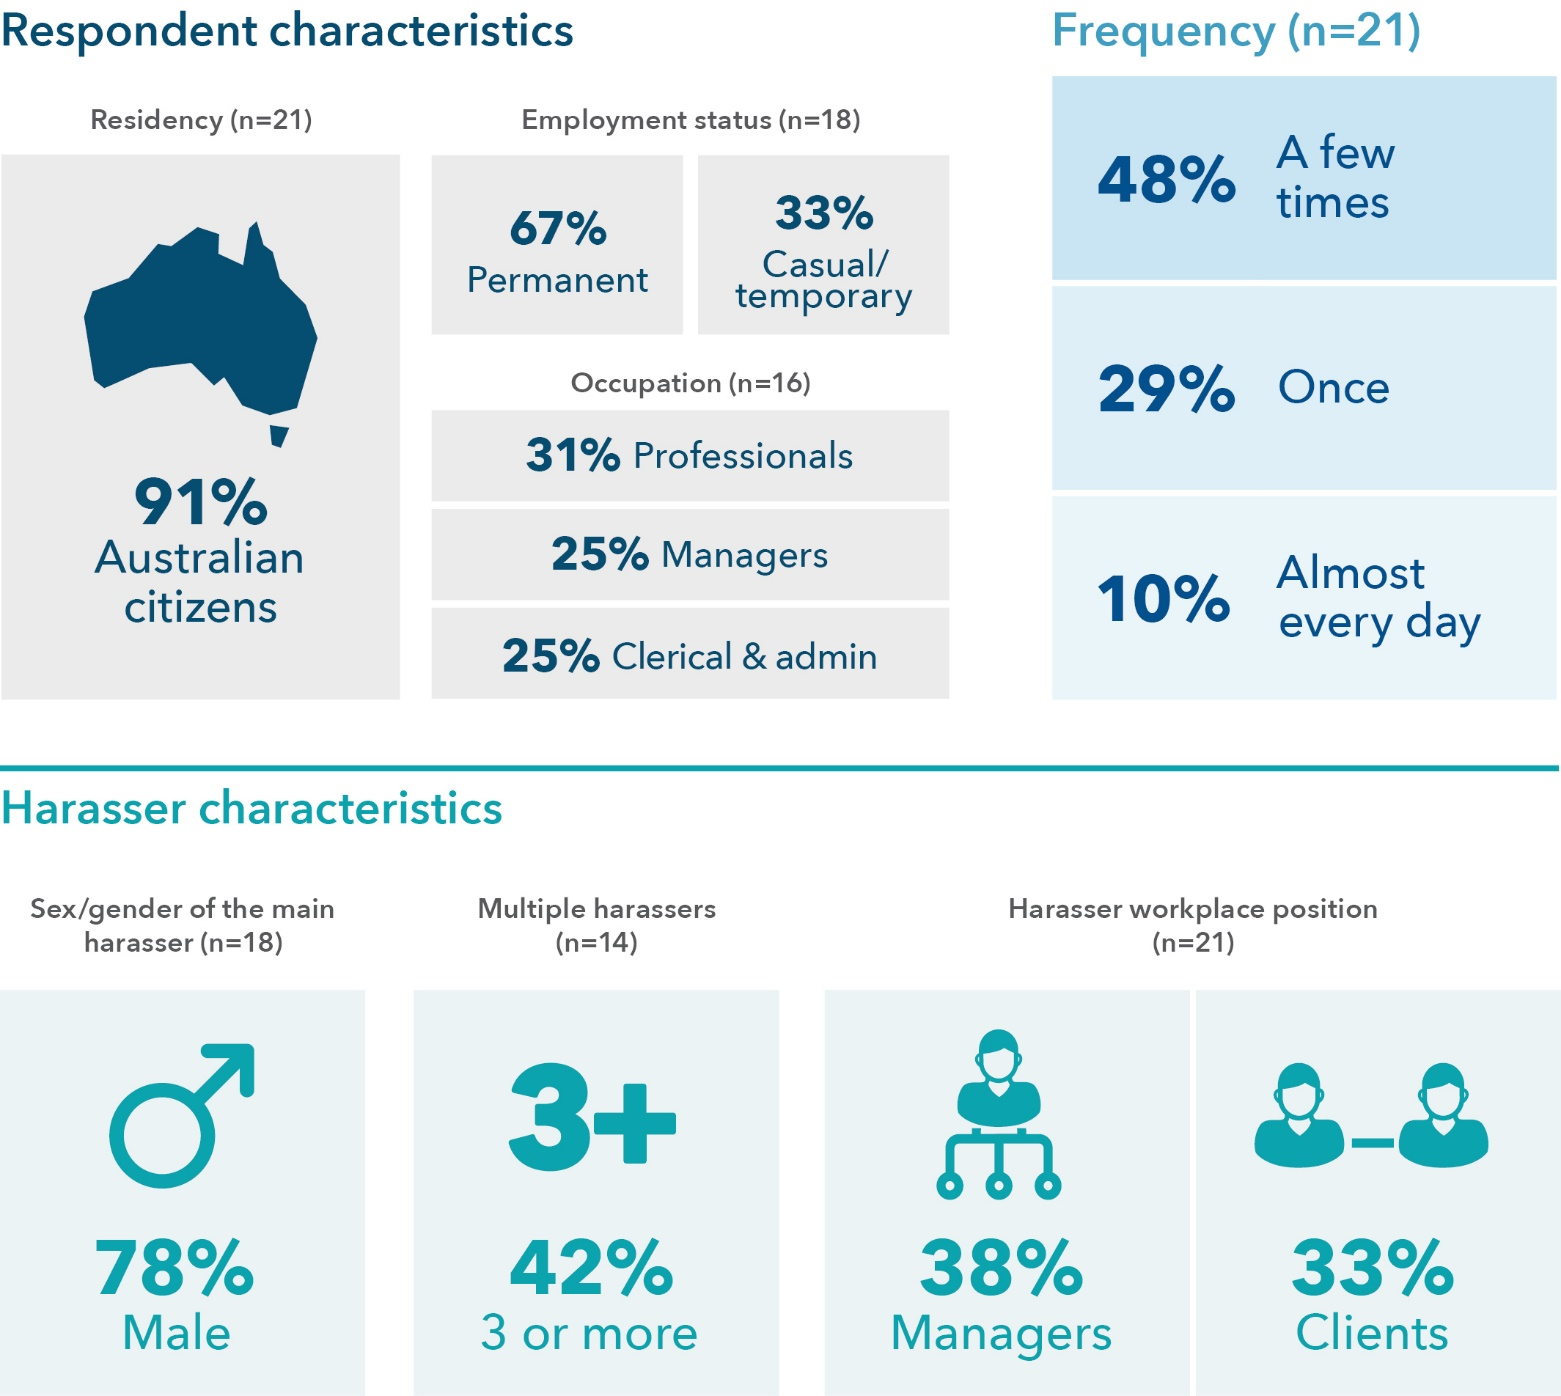 Respondent characteristics
Residency (n=21)
91%
Australian
citizens
Employment status (n=18)
67%
Permanent
33%
Casual/
temporary
Occupation (n=16)
31% Professionals
25% Managers
25% Clerical & admin
Frequency (n=21)
48% A few
times
29% Once
10% Almost
every day
Harasser characteristics
Sex/gender of the main
harasser (n=18)
78%
Male
Multiple harassers
(n=14)
3+
42%
3 or more
Harasser workplace position
(n=21)
38%
Managers
33%
Clients